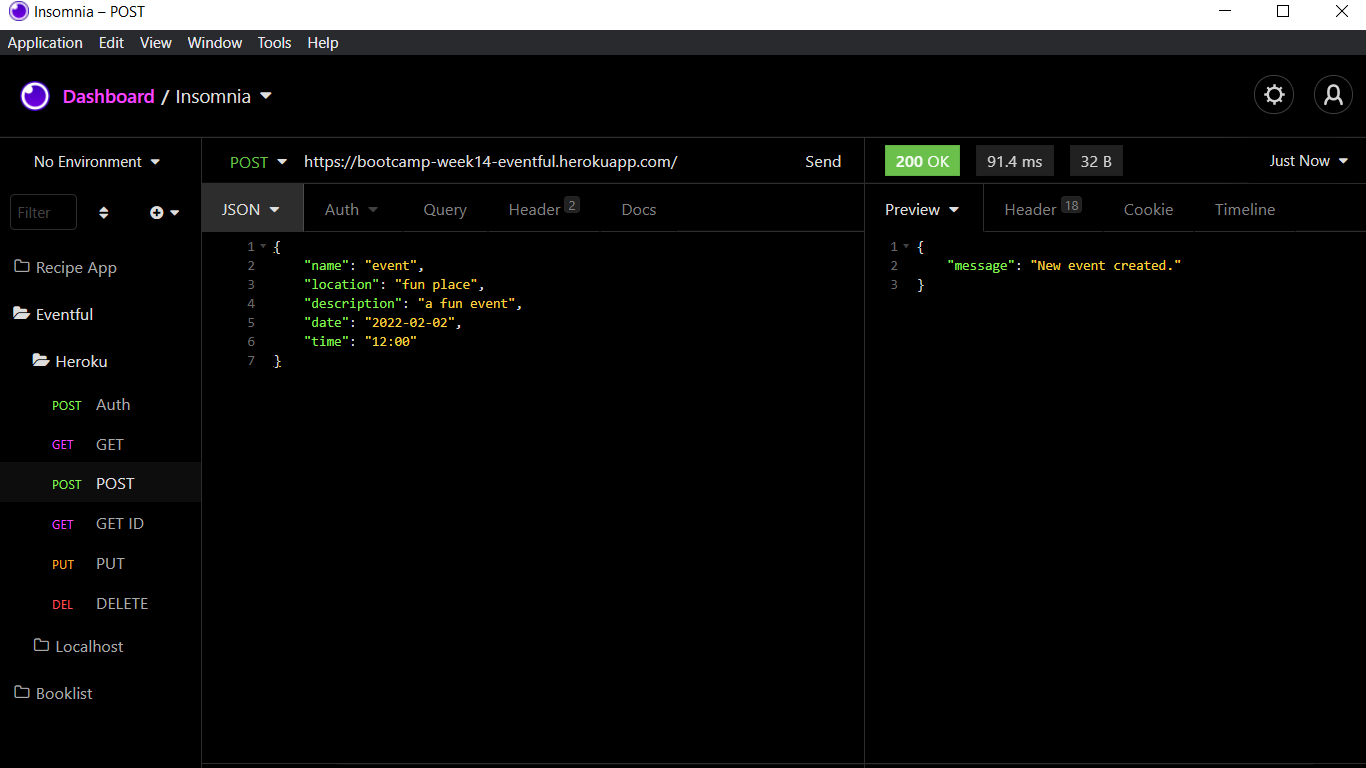 Insomnia – POST
Application Edit View Window Tools Help
Dashboard / Insomnia
No Environment
POST https://bootcamp-week14-eventful.herokuapp.com/ Send
200 OK 91.4 ms 32 B Just Now
Filter
JSON Auth Query Header 2 Docs
Preview Header 18 Cookie Timeline
Recipe App
Eventful
Heroku
POST Auth
GET GET
POST POST
GET GET ID
PUT PUT
DEL DELETE
Localhost
Booklist
1 {
2 "name": "event",
3 "location": "fun place",
4 "description": "a fun event",
5 "date": "2022-02-02",
6 "time": "12:00"
7 }
1 {
2 "message": "New event created."
3 }